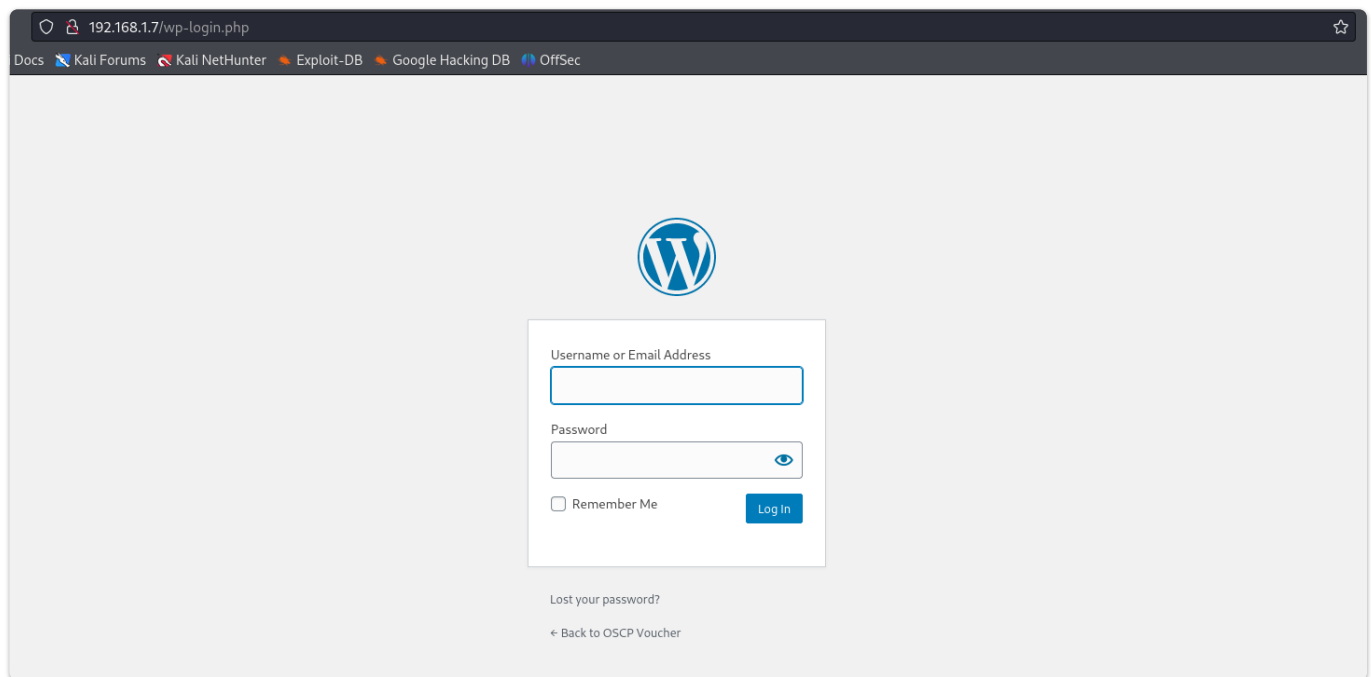 192.168.1.7/wp-login.php
Docs Kali Forums Kali NetHunter Exploit-DB Google Hacking DB OffSec
Username or Email Address
Password
Remember Me Log In
Lost your password?
← Back to OSCP Voucher